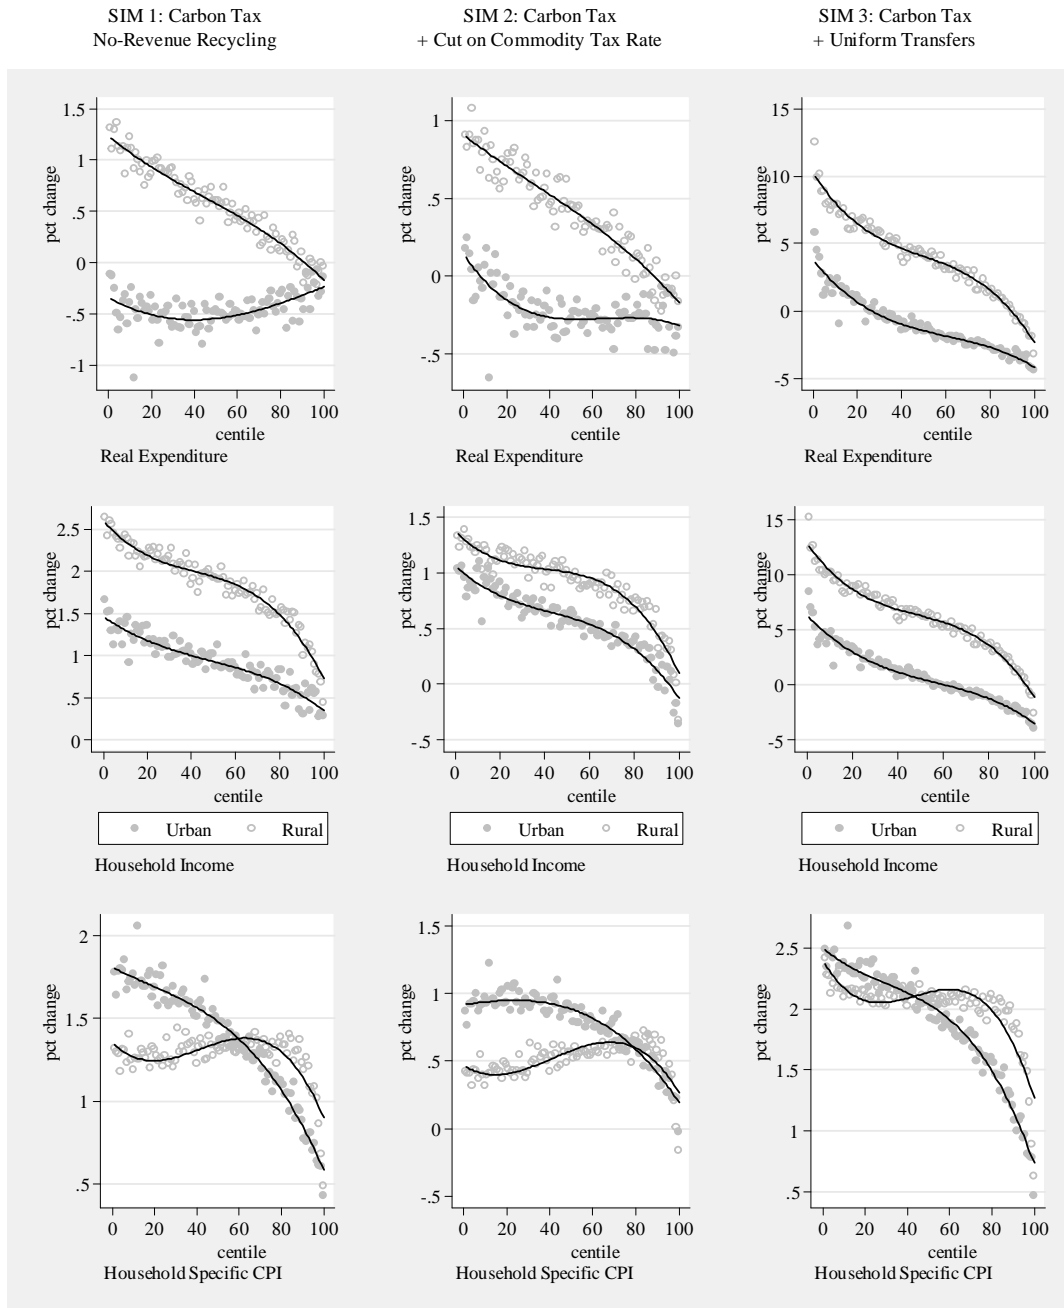 SIM 1: Carbon Tax
No-Revenue Recycling
SIM 2: Carbon Tax
+ Cut on Commodity Tax Rate
SIM 3: Carbon Tax
+ Uniform Transfers
1.5
1
.5
0
-.5
-1
pct change
0 20 40 60 80 100
centile
Real Expenditure
1
.5
0
-.5
pct change
0 20 40 60 80 100
centile
Real Expenditure
15
10
5
0
-5
pct change
0 20 40 60 80 100
centile
Real Expenditure
2.5
2
1.5
1
.5
0
pct change
0 20 40 60 80 100
centile
Urban Rural
Household Income
1.5
1
.5
0
-.5
pct change
0 20 40 60 80 100
centile
Urban Rural
Household Income
15
10
5
0
-5
pct change
0 20 40 60 80 100
centile
Urban Rural
Household Income
2
1.5
1
.5
pct change
0 20 40 60 80 100
centile
Household Specific CPI
1.5
1
.5
0
-.5
pct change
0 20 40 60 80 100
centile
Household Specific CPI
2.5
2
1.5
1
.5
pct change
0 20 40 60 80 100
centile
Household Specific CPI